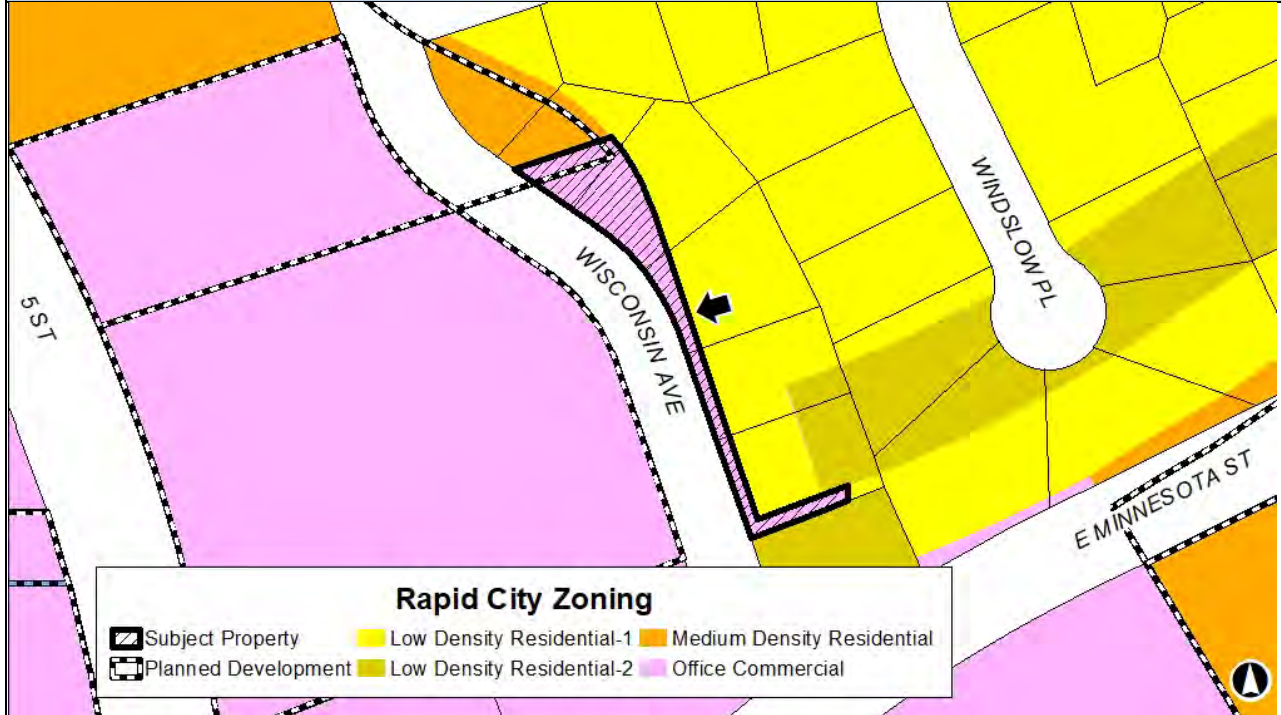 WINDSLOW PL
5 ST
WISCONSIN AVE
E MINNESOTA ST
Rapid City Zoning
Subject Property Low Density Residential-1 Medium Density Residential
Planned Development Low Density Residential-2 Office Commercial